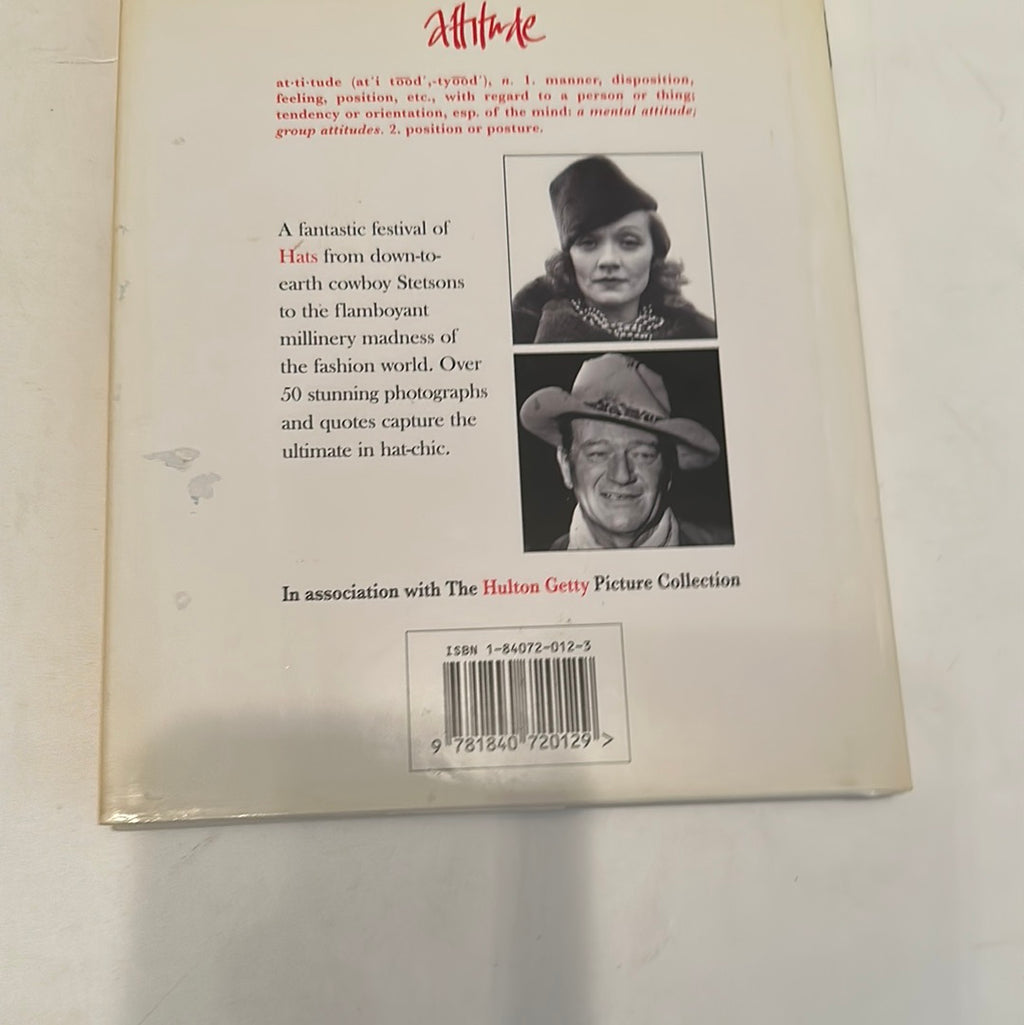 attitude
at·ti·tude (at′i to͞od′,-tyo͞od′), n. 1. manner, disposition,
feeling, position, etc., with regard to a person or thing;
tendency or orientation, esp. of the mind: a mental attitude;
group attitudes. 2. position or posture.
A fantastic festival of
Hats from down-to-
earth cowboy Stetsons
to the flamboyant
millinery madness of
the fashion world. Over
50 stunning photographs
and quotes capture the
ultimate in hat-chic.
In association with The Hulton Getty Picture Collection
ISBN 1-84072-012-3
9 781840 720129 >